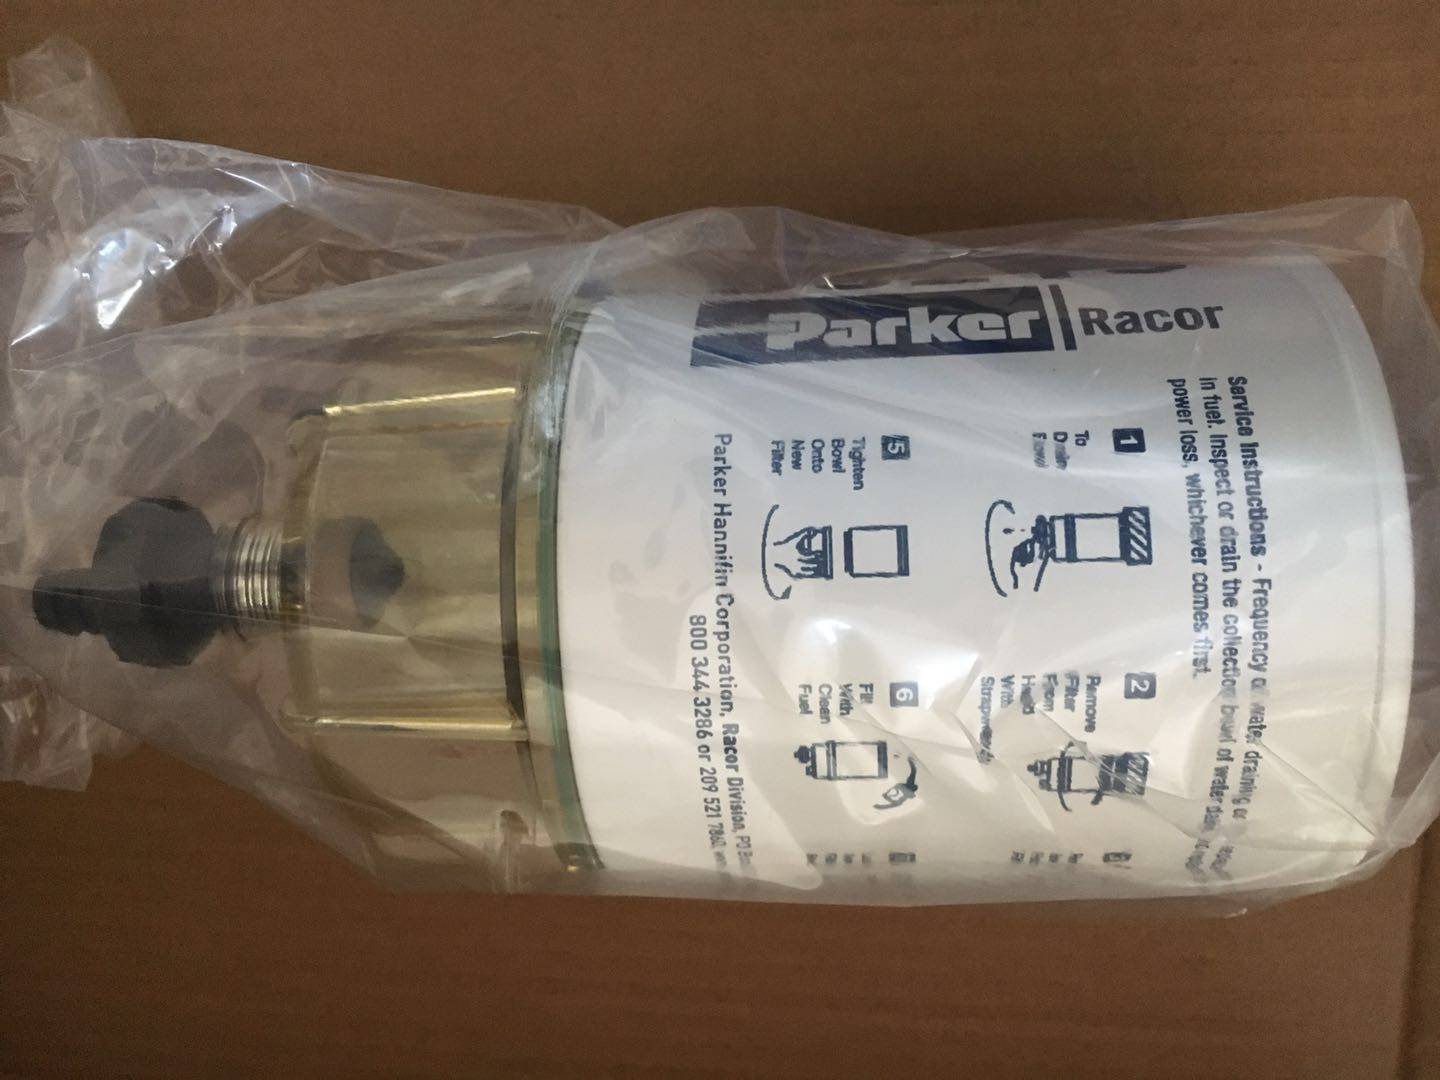 Parker Racor
Service Instructions - Frequency of water draining or
in fuel. Inspect or drain the collection bowl of water
power loss, whichever comes first.
1
To
Drain
Bowl
2
Remove
Filter
From
Head
With
Strapwrench
5
Tighten
Bowl
Onto
New
Filter
6
Fill
With
Clean
Fuel
Parker Hannifin Corporation, Racor Division, PO
800 344 3286 or 209 521 7860